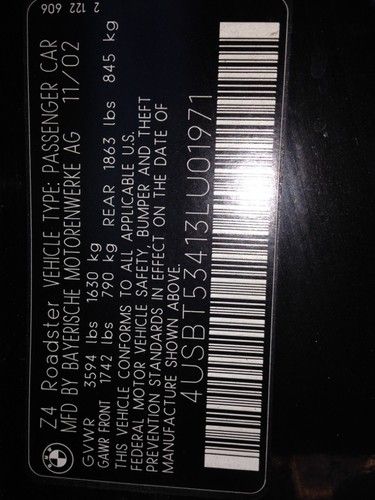 Z4 Roadster VEHICLE TYPE: PASSENGER CAR
MFD BY BAYERISCHE MOTORENWERKE AG 11/02
GVWR 3594 lbs 1630 kg
GAWR FRONT 1742 lbs 790 kg REAR 1863 lbs 845 kg
THIS VEHICLE CONFORMS TO ALL APPLICABLE U.S.
FEDERAL MOTOR VEHICLE SAFETY, BUMPER AND THEFT
PREVENTION STANDARDS IN EFFECT ON THE DATE OF
MANUFACTURE SHOWN ABOVE.
4USBT53413LU01971
2 122 606